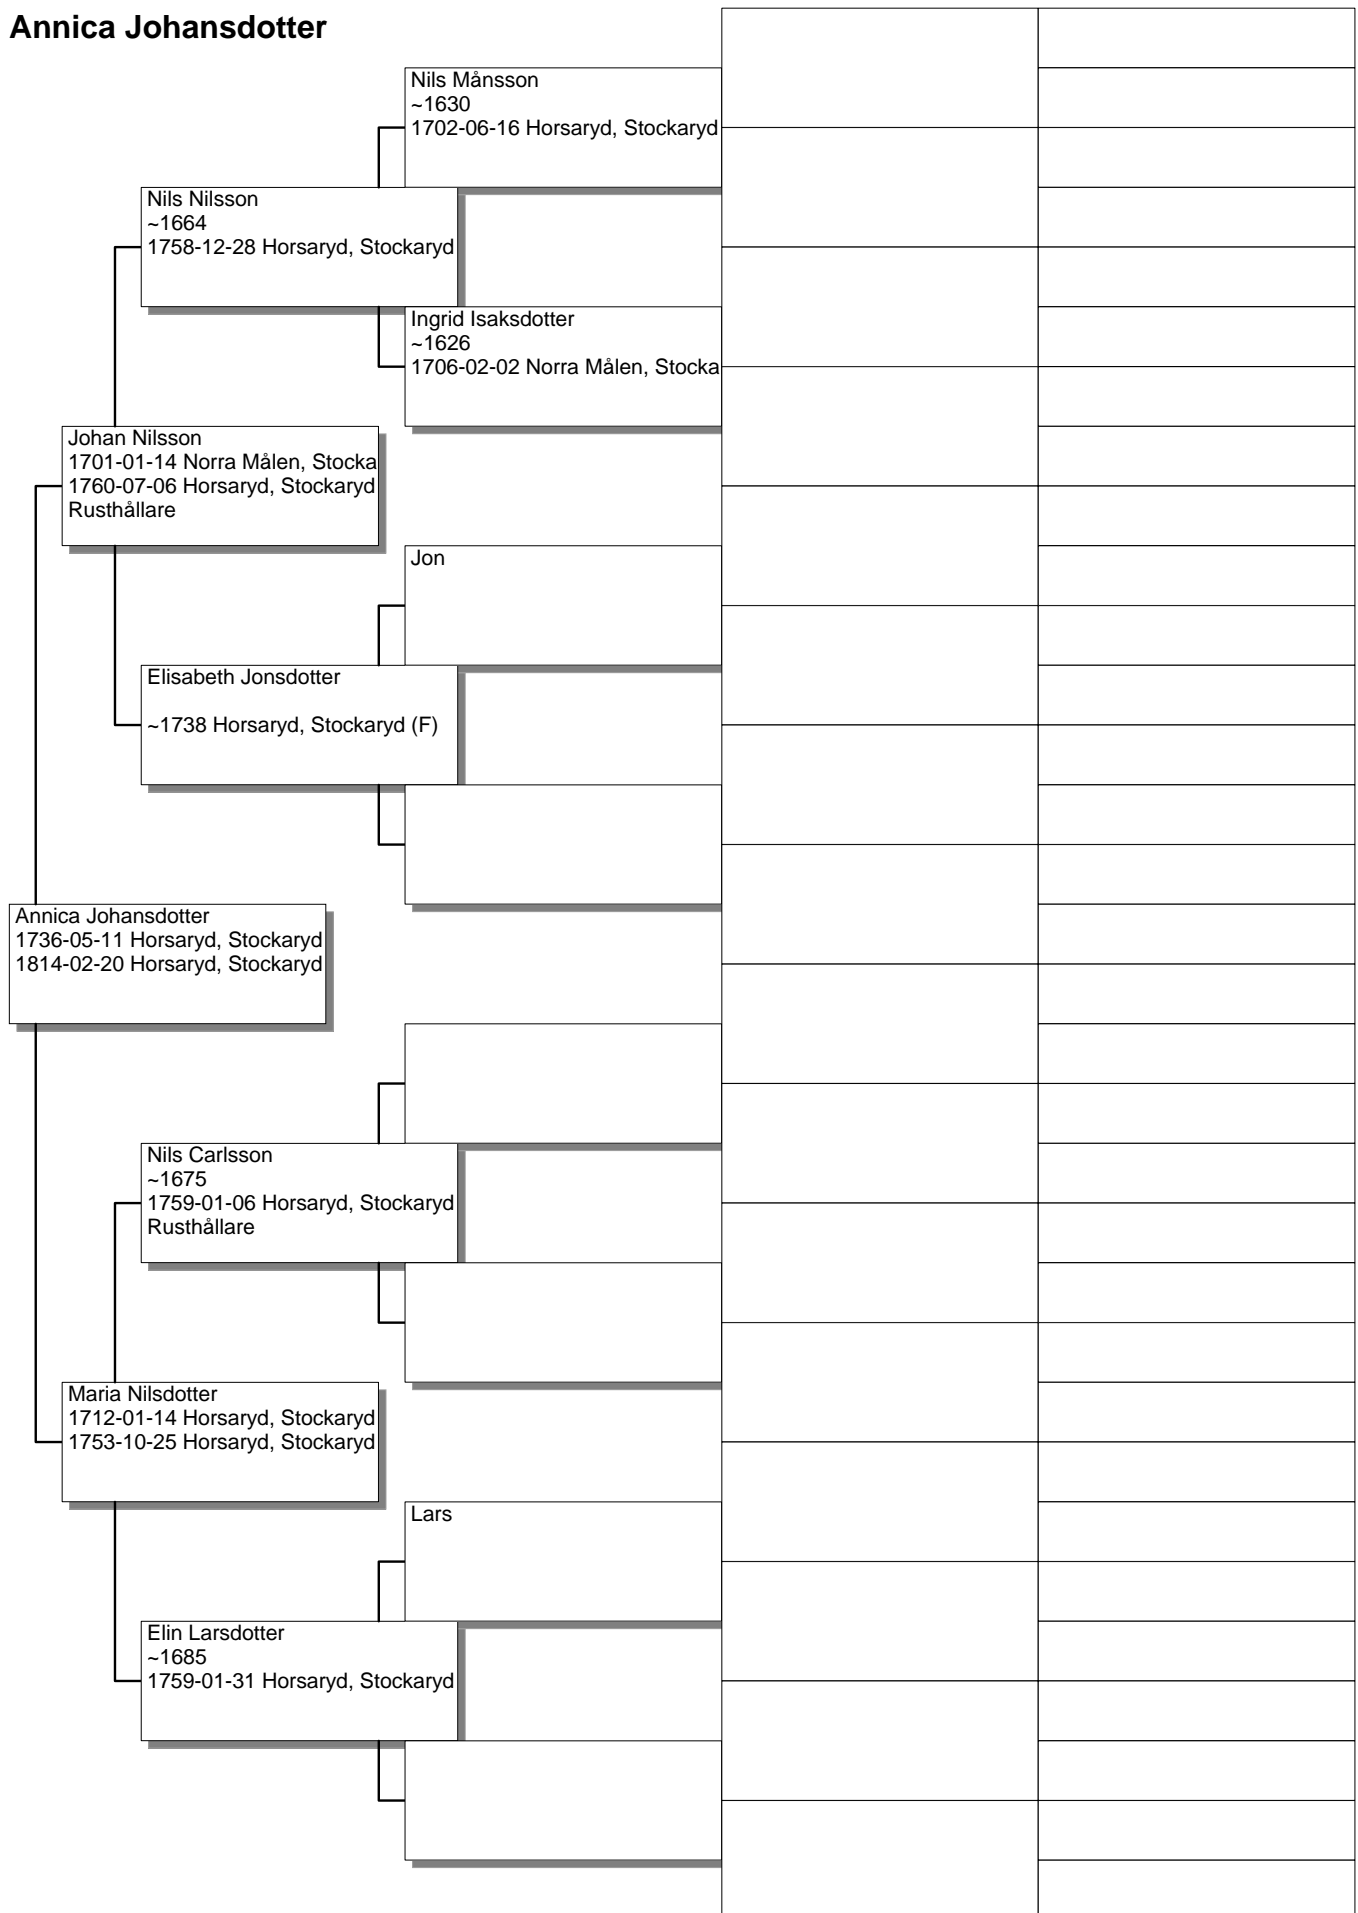 Annica Johansdotter
Nils Månsson
~1630
1702-06-16 Horsaryd, Stockaryd
Nils Nilsson
~1664
1758-12-28 Horsaryd, Stockaryd
Ingrid Isaksdotter
~1626
1706-02-02 Norra Målen, Stocka
Johan Nilsson
1701-01-14 Norra Målen, Stocka
1760-07-06 Horsaryd, Stockaryd
Rusthållare
Jon
Elisabeth Jonsdotter
~1738 Horsaryd, Stockaryd (F)
Annica Johansdotter
1736-05-11 Horsaryd, Stockaryd
1814-02-20 Horsaryd, Stockaryd
Nils Carlsson
~1675
1759-01-06 Horsaryd, Stockaryd
Rusthållare
Maria Nilsdotter
1712-01-14 Horsaryd, Stockaryd
1753-10-25 Horsaryd, Stockaryd
Lars
Elin Larsdotter
~1685
1759-01-31 Horsaryd, Stockaryd